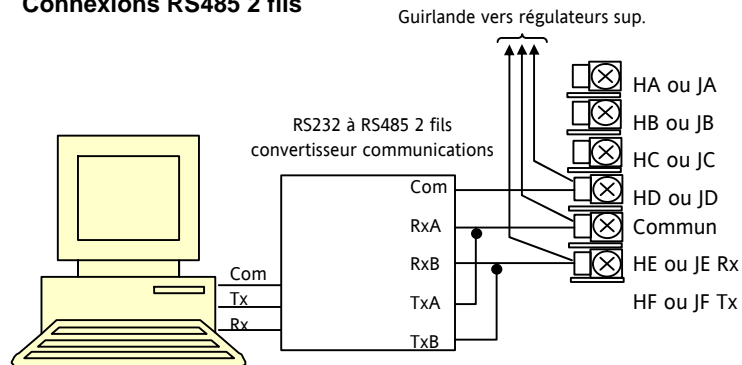 Connexions RS485 2 fils
Guirlande vers régulateurs sup.
RS232 à RS485 2 fils
convertisseur communications
Com
RxA
RxB
TxA
TxB
Com
Tx
Rx
HA ou JA
HB ou JB
HC ou JC
HD ou JD
Commun
HE ou JE Rx
HF ou JF Tx